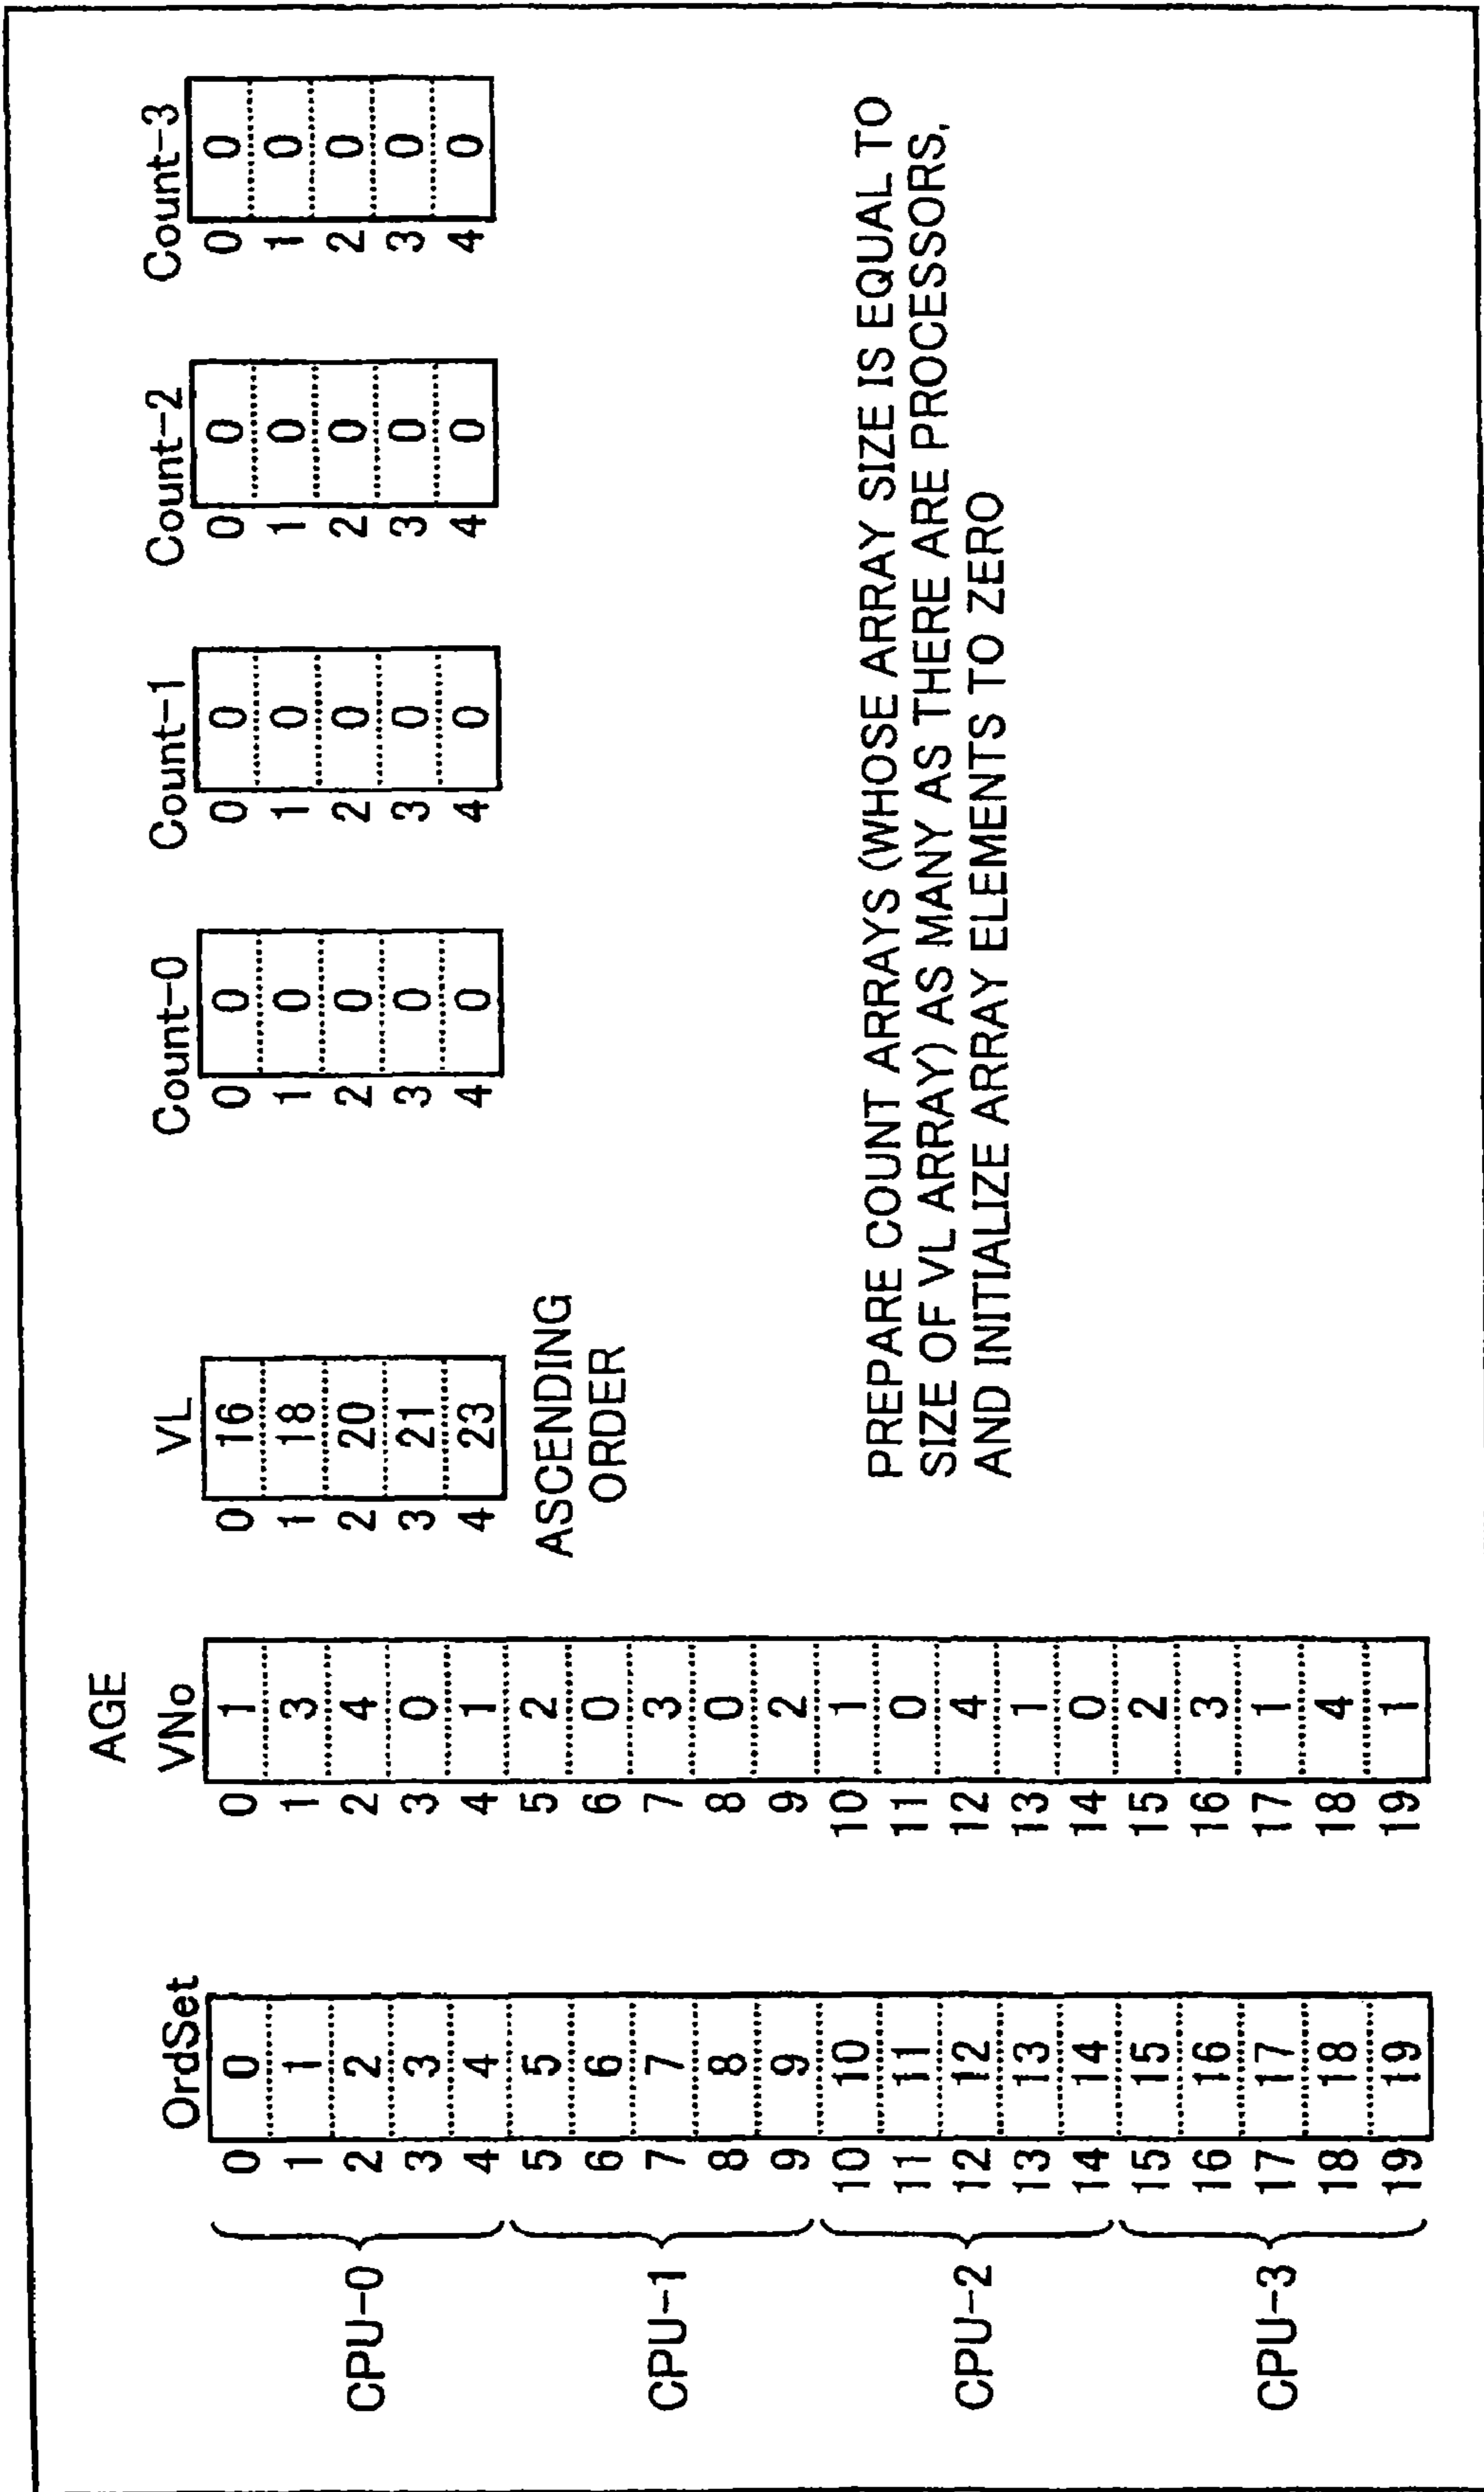 AGE
OrdSet VNo VL Count-0 Count-1 Count-2 Count-3
CPU-0
0 0 0 1 0 16 0 0 0 0 0 0 0 0
1 1 1 3 1 18 1 0 1 0 1 0 1 0
2 2 2 4 2 20 2 0 2 0 2 0 2 0
3 3 3 0 3 21 3 0 3 0 3 0 3 0
4 4 4 1 4 23 4 0 4 0 4 0 4 0
ASCENDING
ORDER
CPU-1
5 5 5 2
6 6 6 0
7 7 7 3
8 8 8 0
9 9 9 2
CPU-2
10 10 10 1
11 11 11 0
12 12 12 4
13 13 13 1
14 14 14 0
CPU-3
15 15 15 2
16 16 16 3
17 17 17 1
18 18 18 4
19 19 19 1
PREPARE COUNT ARRAYS (WHOSE ARRAY SIZE IS EQUAL TO
SIZE OF VL ARRAY) AS MANY AS THERE ARE PROCESSORS,
AND INITIALIZE ARRAY ELEMENTS TO ZERO